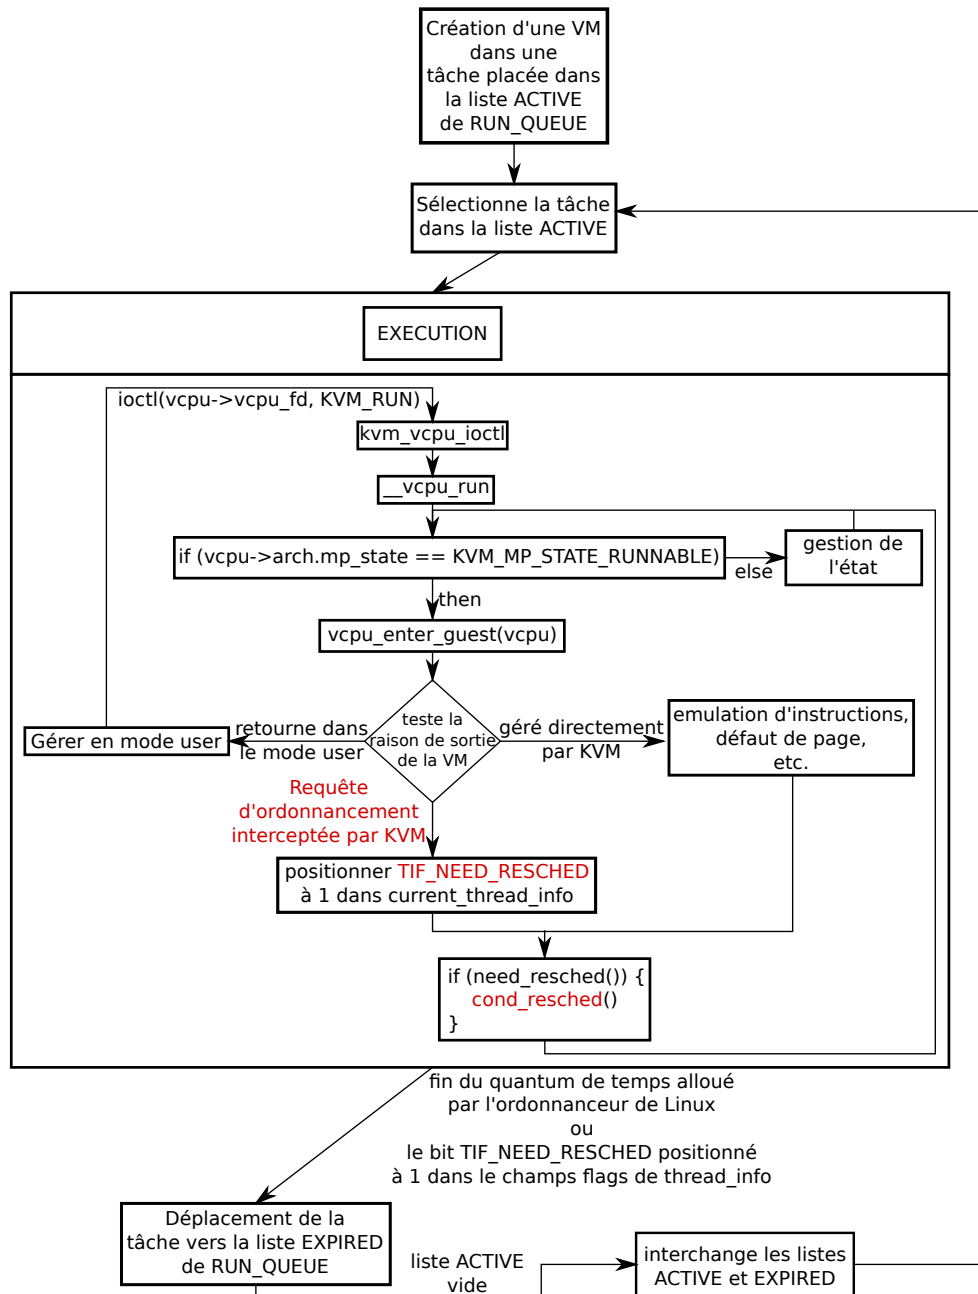 Création d'une VM
dans une
tâche placée dans
la liste ACTIVE
de RUN_QUEUE
Sélectionne la tâche
dans la liste ACTIVE
EXECUTION
ioctl(vcpu->vcpu_fd, KVM_RUN)
kvm_vcpu_ioctl
__vcpu_run
if (vcpu->arch.mp_state == KVM_MP_STATE_RUNNABLE)
else
gestion de
l'état
then
vcpu_enter_guest(vcpu)
teste la
raison de sortie
de la VM
retourne dans
le mode user
Gérer en mode user
géré directement
par KVM
emulation d'instructions,
défaut de page,
etc.
Requête
d'ordonnancement
interceptée par KVM
positionner TIF_NEED_RESCHED
à 1 dans current_thread_info
if (need_resched()) {
cond_resched()
}
fin du quantum de temps alloué
par l'ordonnanceur de Linux
ou
le bit TIF_NEED_RESCHED positionné
à 1 dans le champs flags de thread_info
Déplacement de la
tâche vers la liste EXPIRED
de RUN_QUEUE
liste ACTIVE
vide
interchange les listes
ACTIVE et EXPIRED